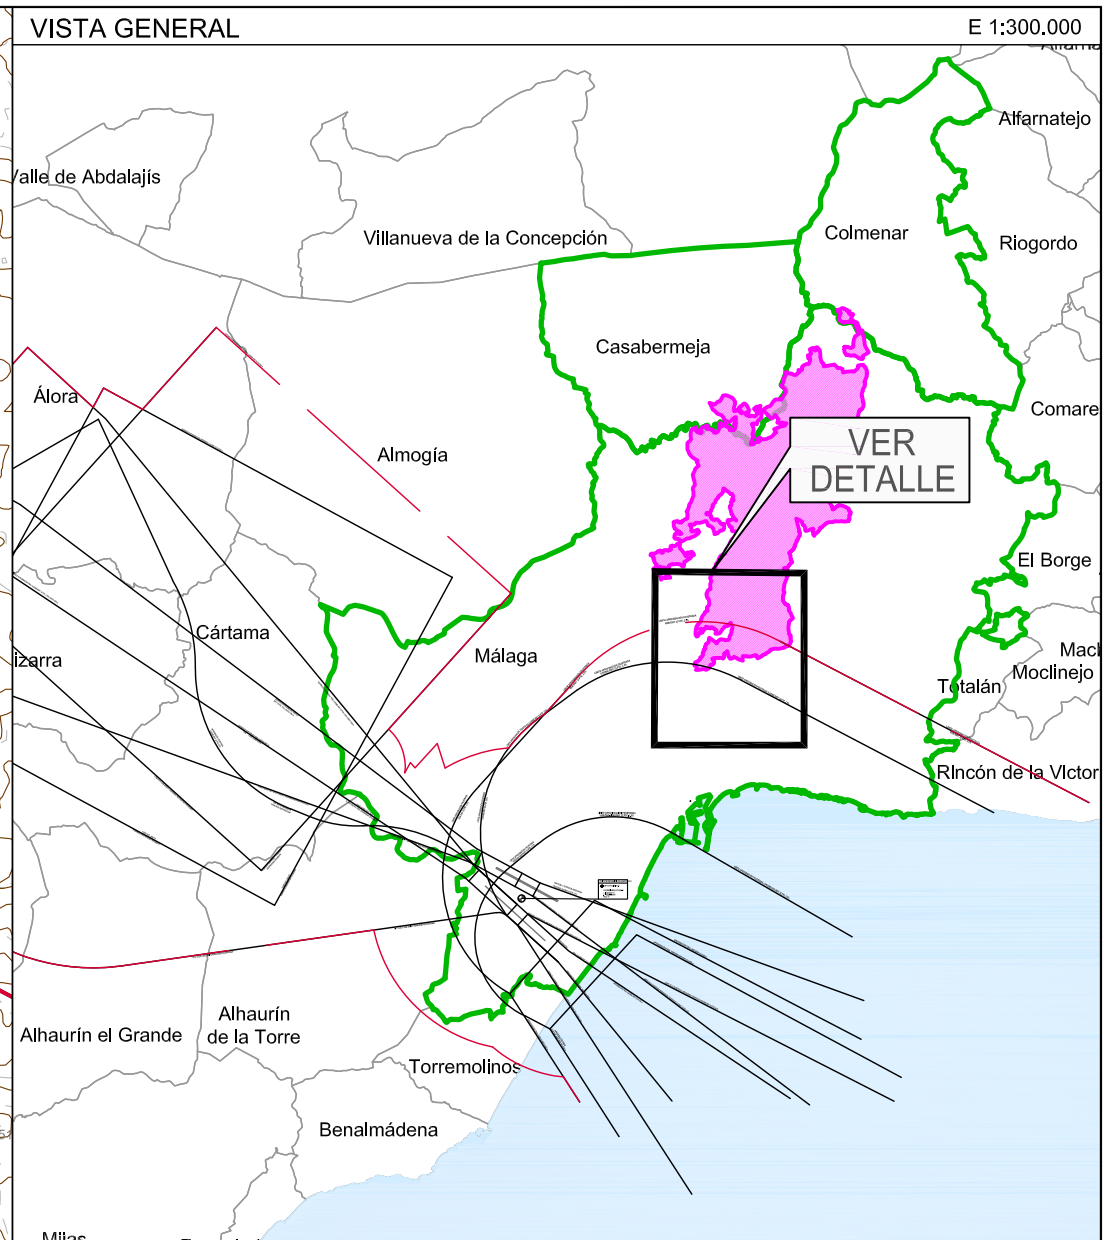 VISTA GENERAL
E 1:300.000
Alfarnatejo
Valle de Abdalajís
Colmenar
Villanueva de la Concepción
Riogordo
Casabermeja
Álora
Comare
VER
DETALLE
Almogía
El Borge
Cártama
Málaga
izarra
Macl
Moclinejo
Totalán
RIncón de la VIctor
Alhaurín
de la Torre
Alhaurín el Grande
Torremolinos
Benalmádena
Mijas